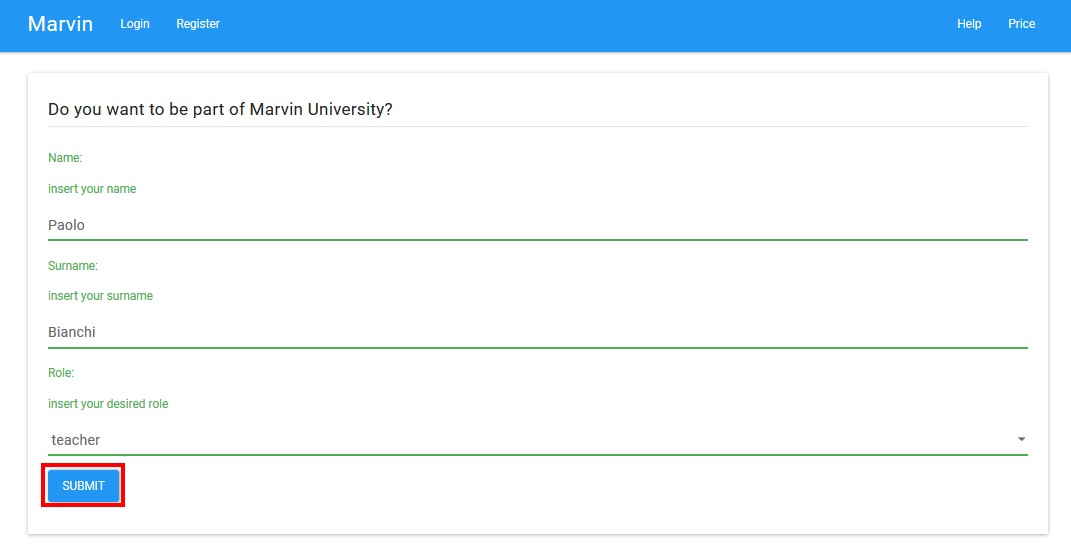 Marvin Login Register Help Price
Do you want to be part of Marvin University?
Name:
insert your name
Paolo
Surname:
insert your surname
Bianchi
Role:
insert your desired role
teacher
SUBMIT